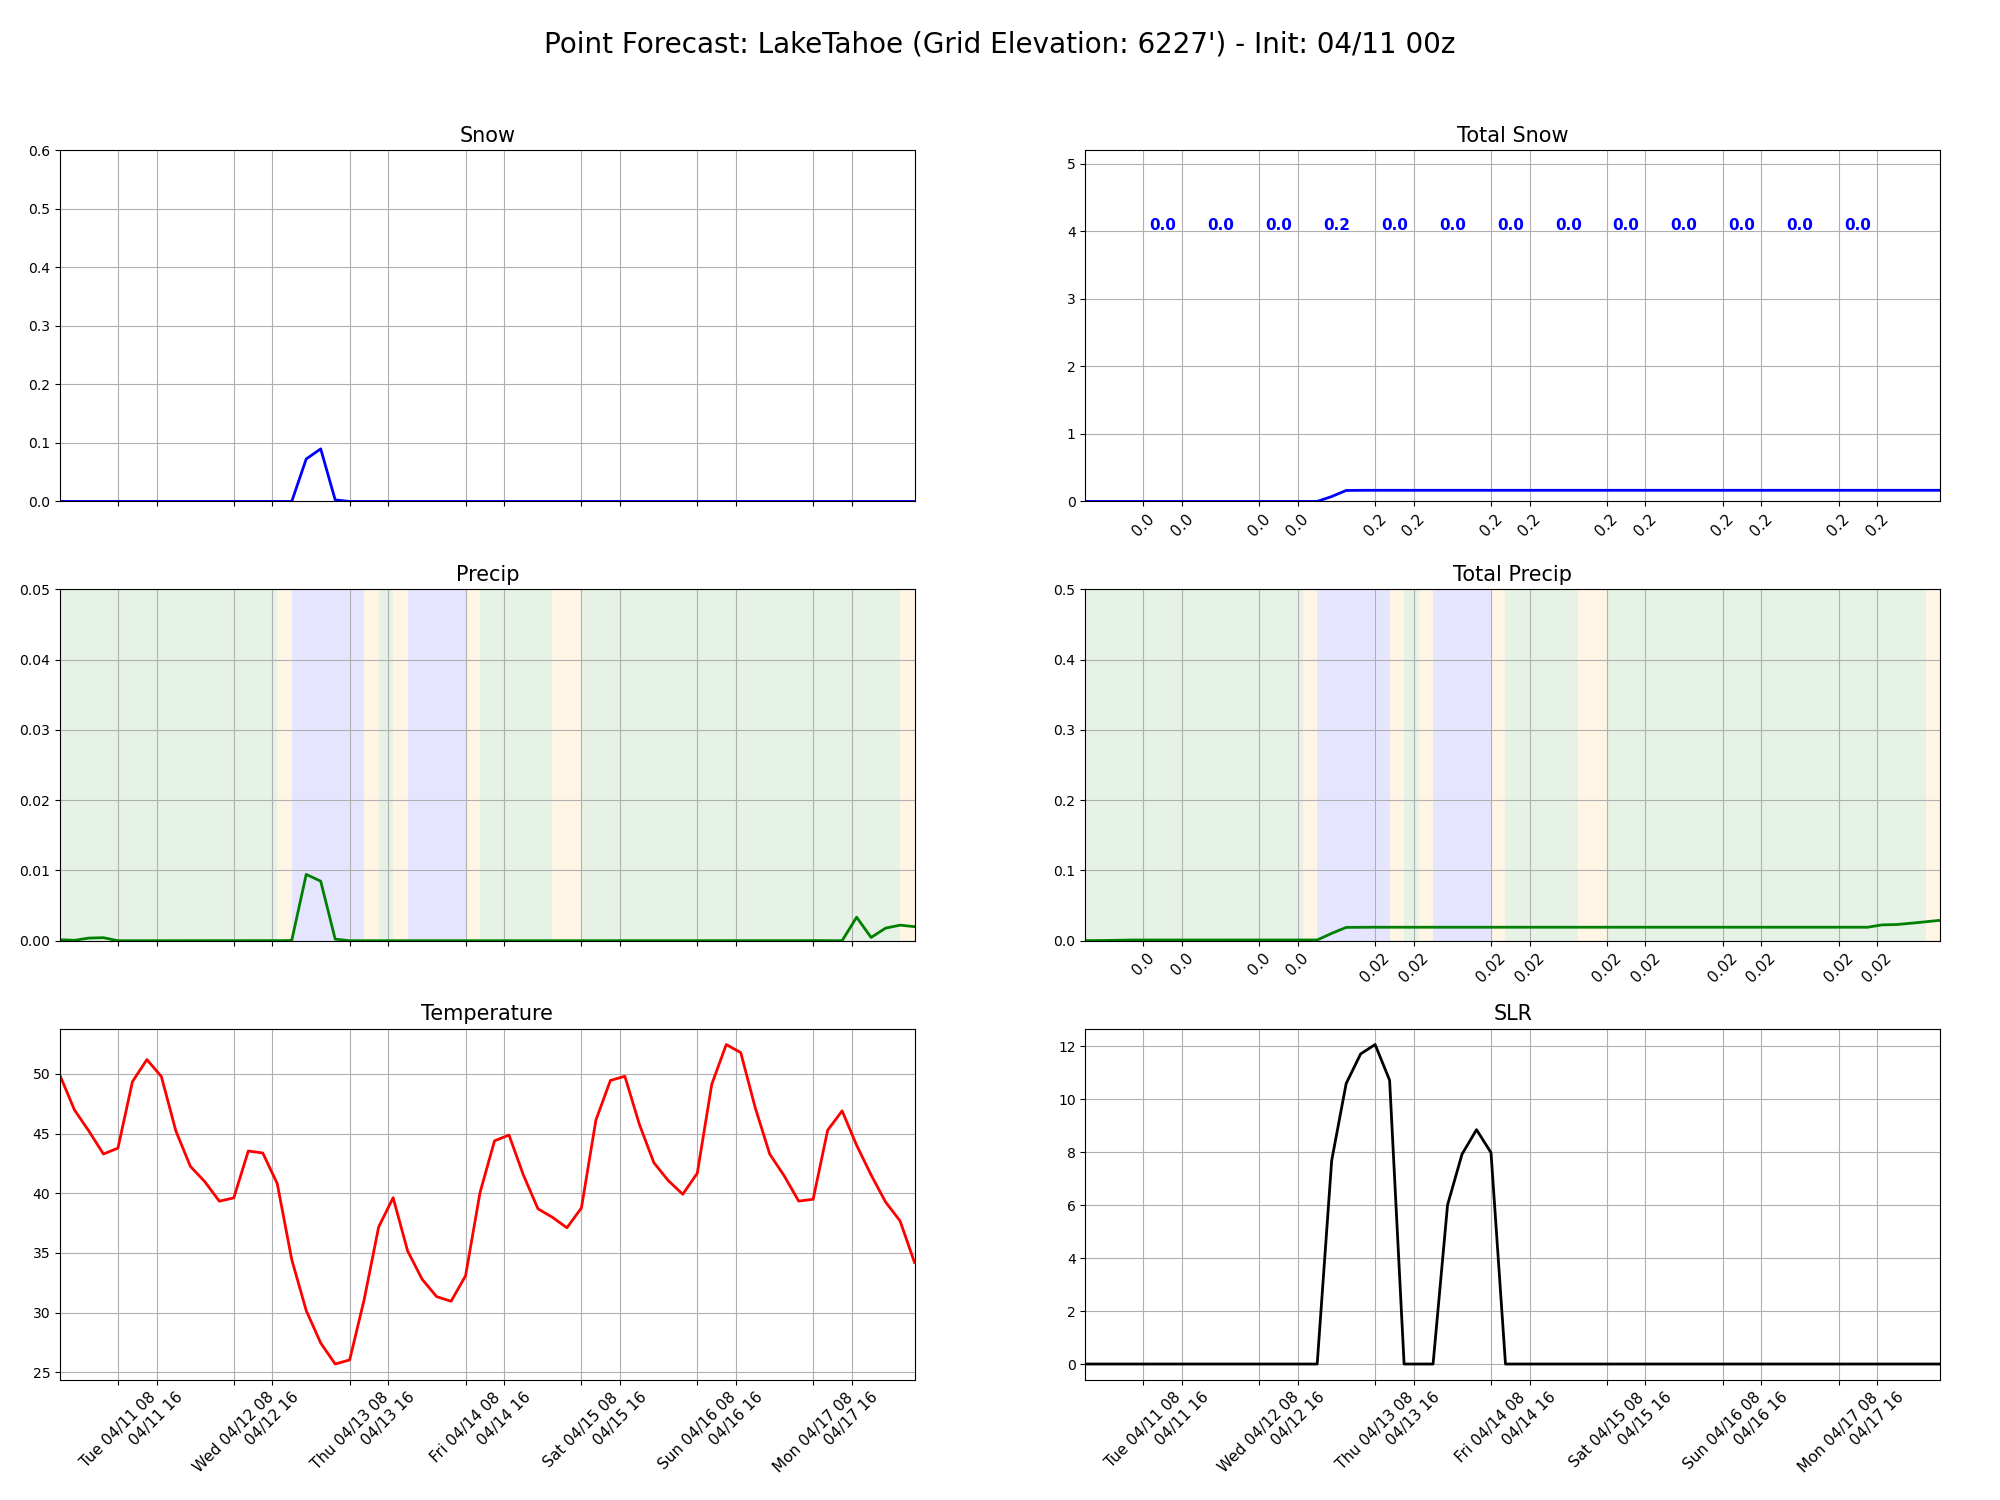 Point Forecast: LakeTahoe (Grid Elevation: 6227') - Init: 04/11 00z
Snow
0.6
0.5
0.4
0.3
0.2
0.1
0.0
Total Snow
5
4
3
2
1
0
0.0 0.0 0.0 0.2 0.0 0.0 0.0 0.0 0.0 0.0 0.0 0.0 0.0
0.0 0.0 0.0 0.0 0.2 0.2 0.2 0.2 0.2 0.2 0.2 0.2 0.2 0.2
Precip
0.05
0.04
0.03
0.02
0.01
0.00
Total Precip
0.5
0.4
0.3
0.2
0.1
0.0
0.0 0.0 0.0 0.0 0.02 0.02 0.02 0.02 0.02 0.02 0.02 0.02 0.02 0.02
Temperature
50
45
40
35
30
25
Tue 04/11 08
04/11 16
Wed 04/12 08
04/12 16
Thu 04/13 08
04/13 16
Fri 04/14 08
04/14 16
Sat 04/15 08
04/15 16
Sun 04/16 08
04/16 16
Mon 04/17 08
04/17 16
SLR
12
10
8
6
4
2
0
Tue 04/11 08
04/11 16
Wed 04/12 08
04/12 16
Thu 04/13 08
04/13 16
Fri 04/14 08
04/14 16
Sat 04/15 08
04/15 16
Sun 04/16 08
04/16 16
Mon 04/17 08
04/17 16